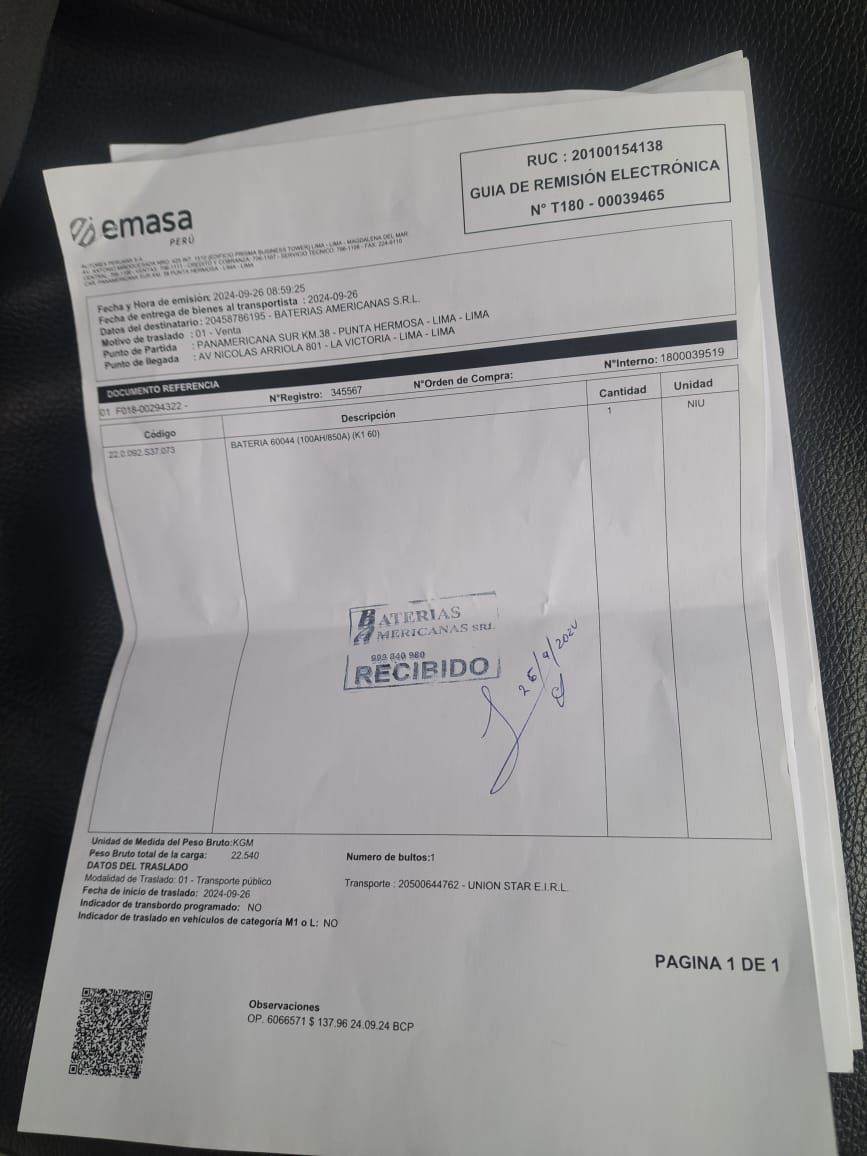 emasa
PERÚ
RUC : 20100154138
GUIA DE REMISIÓN ELECTRÓNICA
N° T180 - 00039465
AUTOREX PERUANA S.A.
Fecha y Hora de emisión: 2024-09-26 08:59:25
Fecha de entrega de bienes al transportista : 2024-09-26
Datos del destinatario: 20458786195 - BATERIAS AMERICANAS S.R.L.
Motivo de traslado : 01 - Venta
Punto de Partida : PANAMERICANA SUR KM.38 - PUNTA HERMOSA - LIMA - LIMA
Punto de llegada : AV NICOLAS ARRIOLA 801 - LA VICTORIA - LIMA - LIMA
DOCUMENTO REFERENCIA
01 F018-00294322 - N°Registro: 345567 N°Orden de Compra: N°Interno: 1800039519
Código Descripción Cantidad Unidad
22.0.092.S37.073 BATERIA 60044 (100AH/850A) (K1 60) 1 NIU
BATERIAS
AMERICANAS SRL
999 840 980
RECIBIDO
26/9/2024
Unidad de Medida del Peso Bruto:KGM
Peso Bruto total de la carga: 22.540 Numero de bultos:1
DATOS DEL TRASLADO
Modalidad de Traslado: 01 - Transporte público Transporte : 20500644762 - UNION STAR E.I.R.L.
Fecha de inicio de traslado: 2024-09-26
Indicador de transbordo programado: NO
Indicador de traslado en vehículos de categoría M1 o L: NO
PAGINA 1 DE 1
Observaciones
OP. 6066571 $ 137.96 24.09.24 BCP